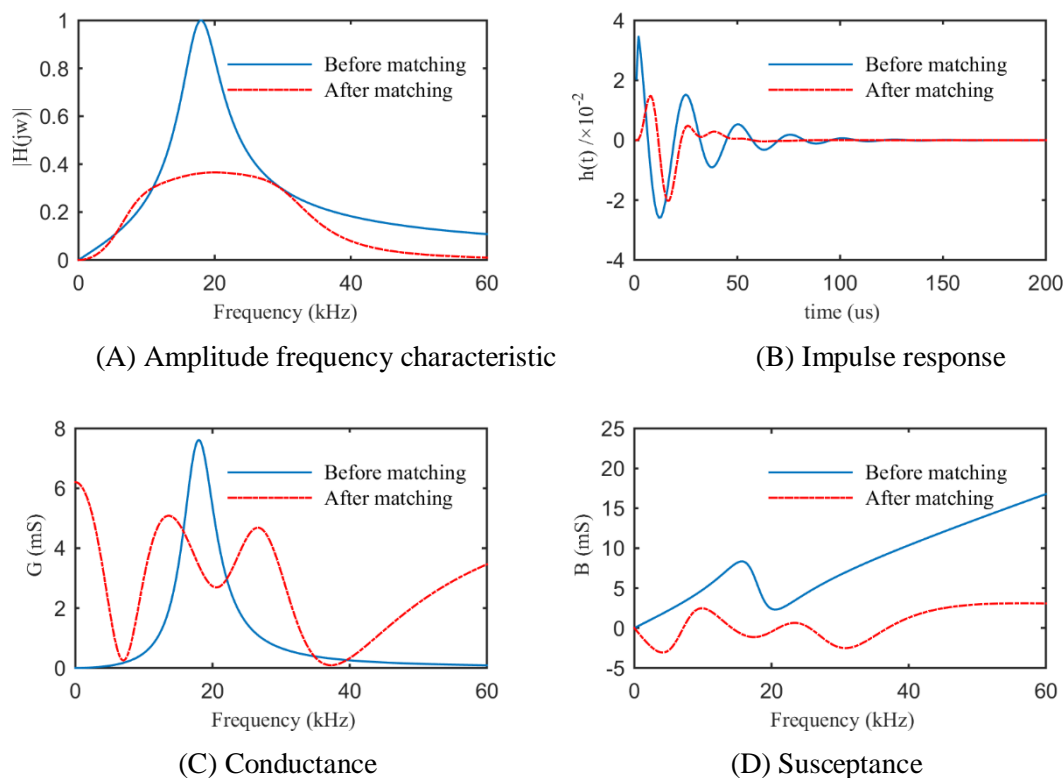 1
0.8
0.6
0.4
0.2
0
|H(jw)|
Before matching
After matching
0 20 40 60
Frequency (kHz)
(A) Amplitude frequency characteristic
4
2
0
-2
-4
h(t) /×10-2
Before matching
After matching
0 50 100 150 200
time (us)
(B) Impulse response
8
6
4
2
0
G (mS)
Before matching
After matching
0 20 40 60
Frequency (kHz)
(C) Conductance
25
20
15
10
5
0
-5
B (mS)
Before matching
After matching
0 20 40 60
Frequency (kHz)
(D) Susceptance